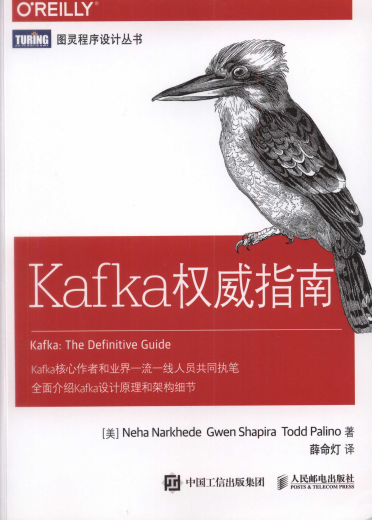 O'REILLY®
TURING 图灵程序设计丛书
Kafka权威指南
Kafka: The Definitive Guide
Kafka核心作者和业界一流一线人员共同执笔
全面介绍Kafka设计原理和架构细节
[美] Neha Narkhede Gwen Shapira Todd Palino 著
薛命灯 译
中国工信出版集团 人民邮电出版社
POSTS & TELECOM PRESS